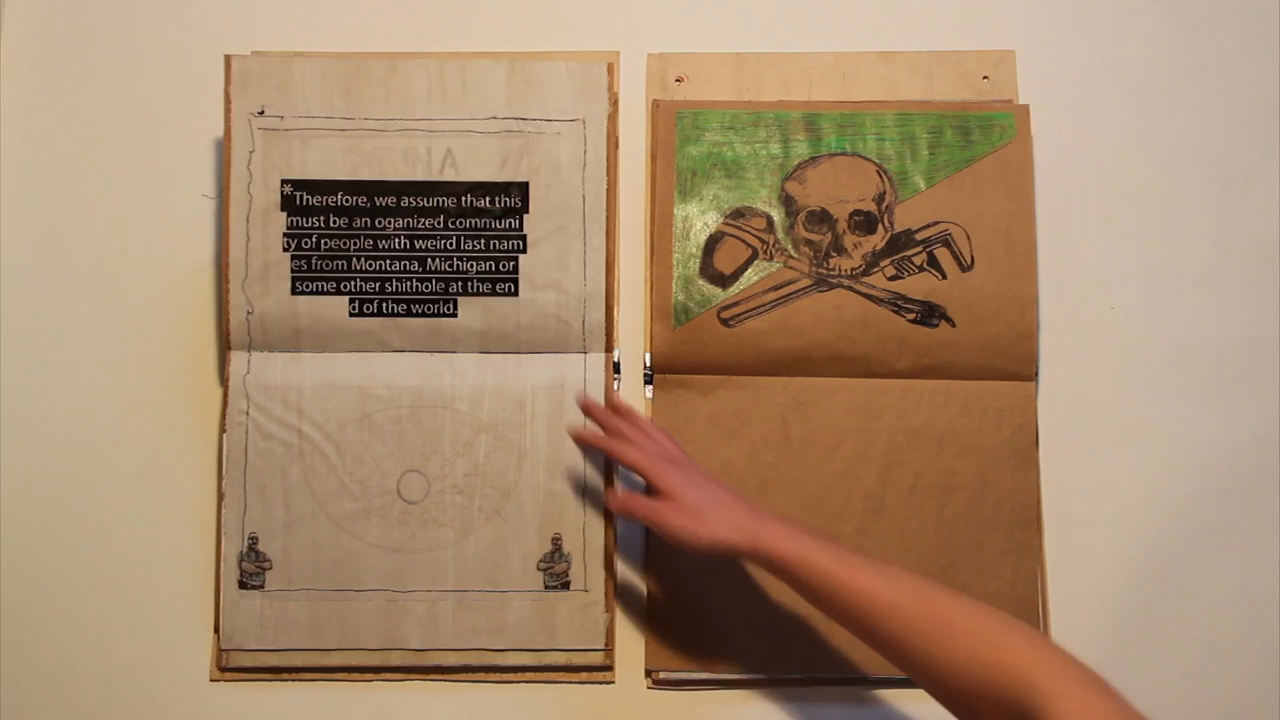 *Therefore, we assume that this
must be an oganized communi
ty of people with weird last nam
es from Montana, Michigan or
some other shithole at the en
d of the world.